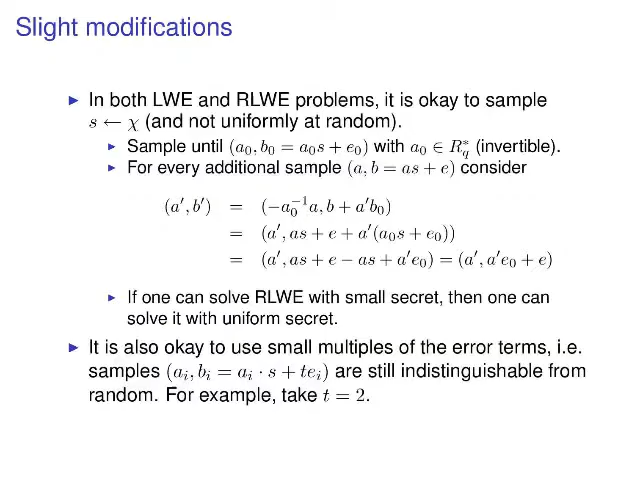 Slight modifications
▶ In both LWE and RLWE problems, it is okay to sample
s ← χ (and not uniformly at random).
▶ Sample until (a₀, b₀ = a₀s + e₀) with a₀ ∈ R*_q (invertible).
▶ For every additional sample (a, b = as + e) consider
(a′, b′) = (−a₀⁻¹a, b + a′b₀)
= (a′, as + e + a′(a₀s + e₀))
= (a′, as + e − as + a′e₀) = (a′, a′e₀ + e)
▶ If one can solve RLWE with small secret, then one can
solve it with uniform secret.
▶ It is also okay to use small multiples of the error terms, i.e.
samples (aᵢ, bᵢ = aᵢ · s + teᵢ) are still indistinguishable from
random. For example, take t = 2.